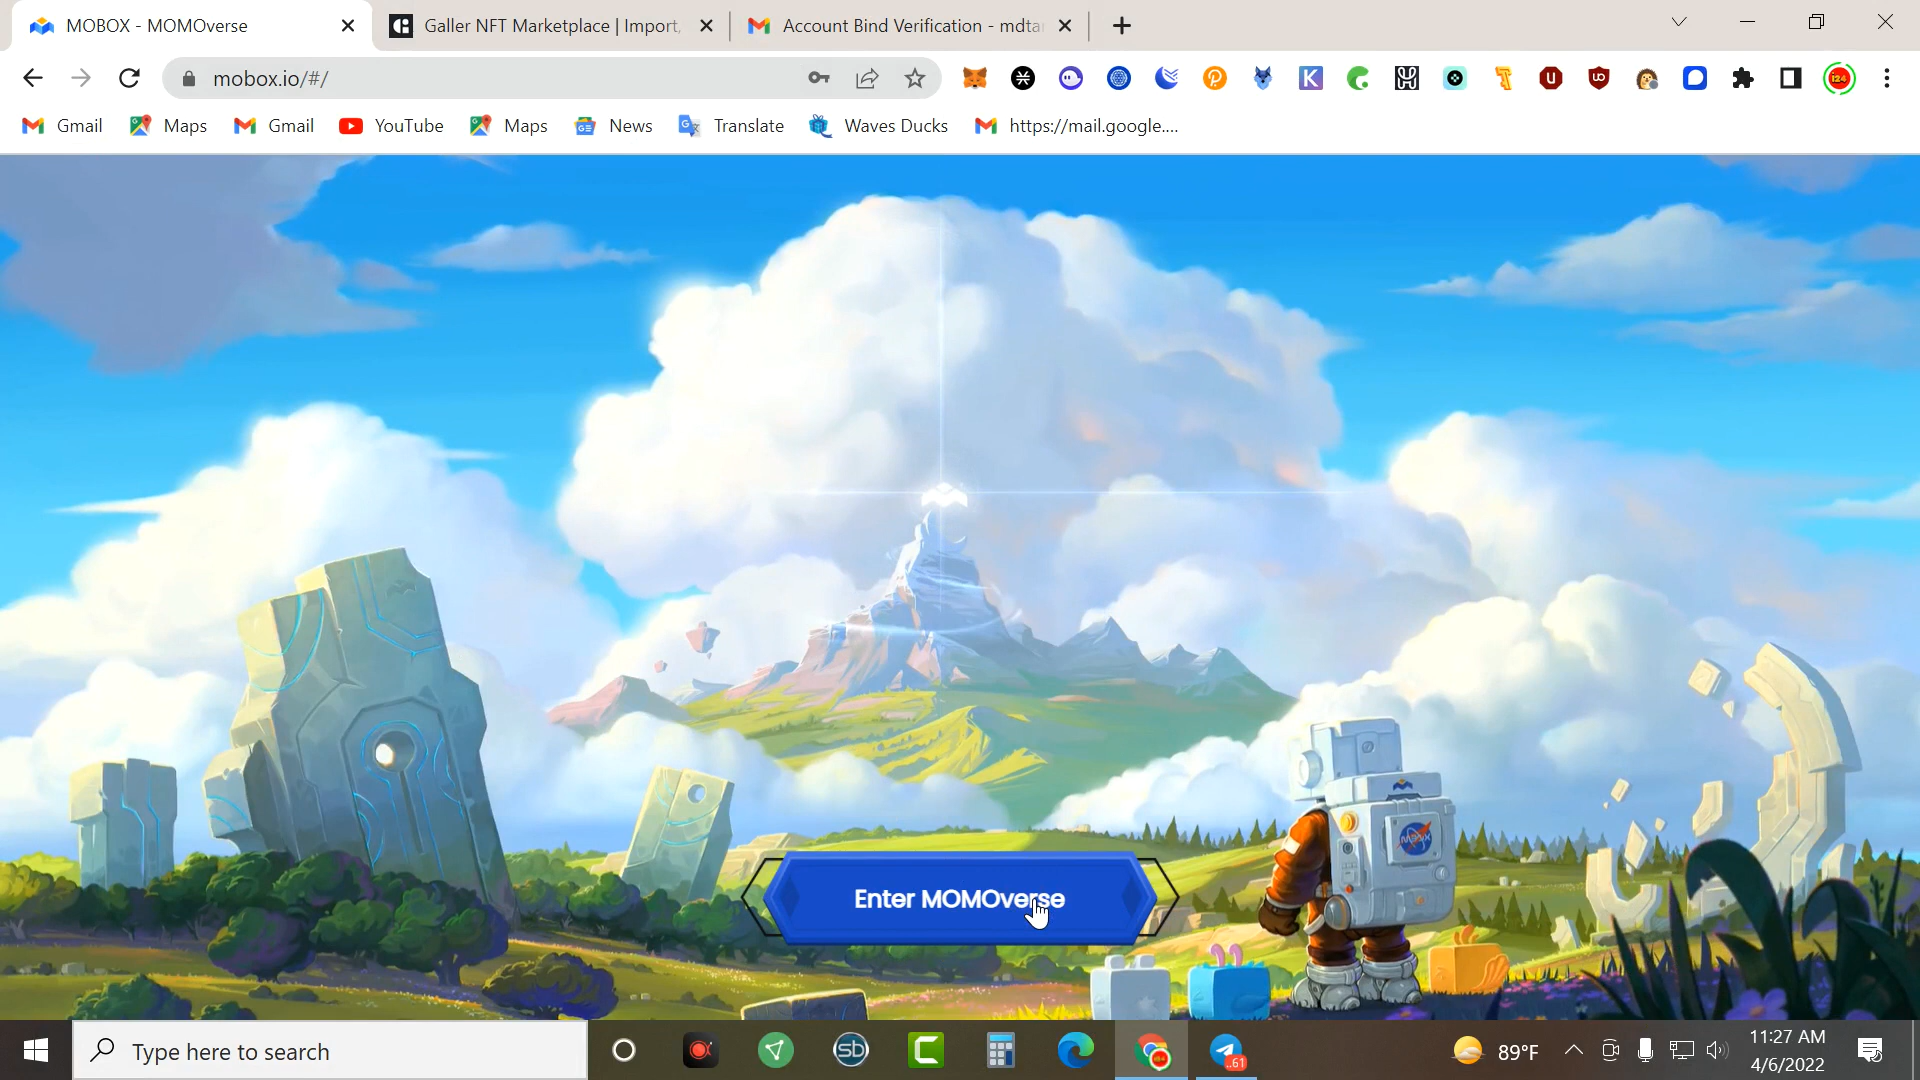 MOBOX - MOMOverse
Galler NFT Marketplace | Import,
Account Bind Verification - mdta
mobox.io/#/
Gmail
Maps
Gmail
YouTube
Maps
News
Translate
Waves Ducks
https://mail.google....
Enter MOMOverse
Type here to search
61
89°F
11:27 AM
4/6/2022